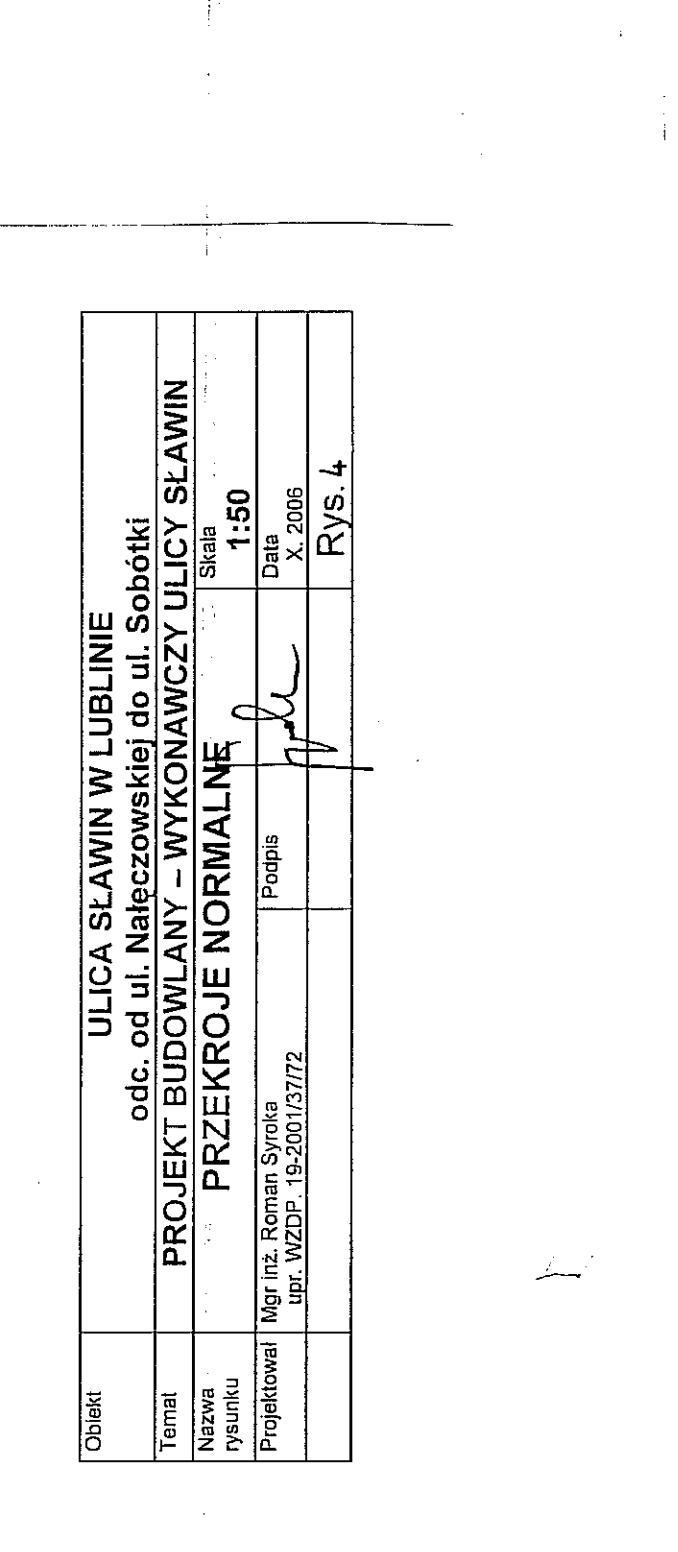 Obiekt
ULICA SŁAWIN W LUBLINIE
odc. od ul. Nałęczowskiej do ul. Sobótki
Temat
PROJEKT BUDOWLANY – WYKONAWCZY ULICY SŁAWIN
Nazwa
rysunku
PRZEKROJE NORMALNE
Skala
1:50
Projektował
Mgr inż. Roman Syroka
upr. WZDP. 19-2001/37/72
Podpis
Data
X. 2006
Rys. 4